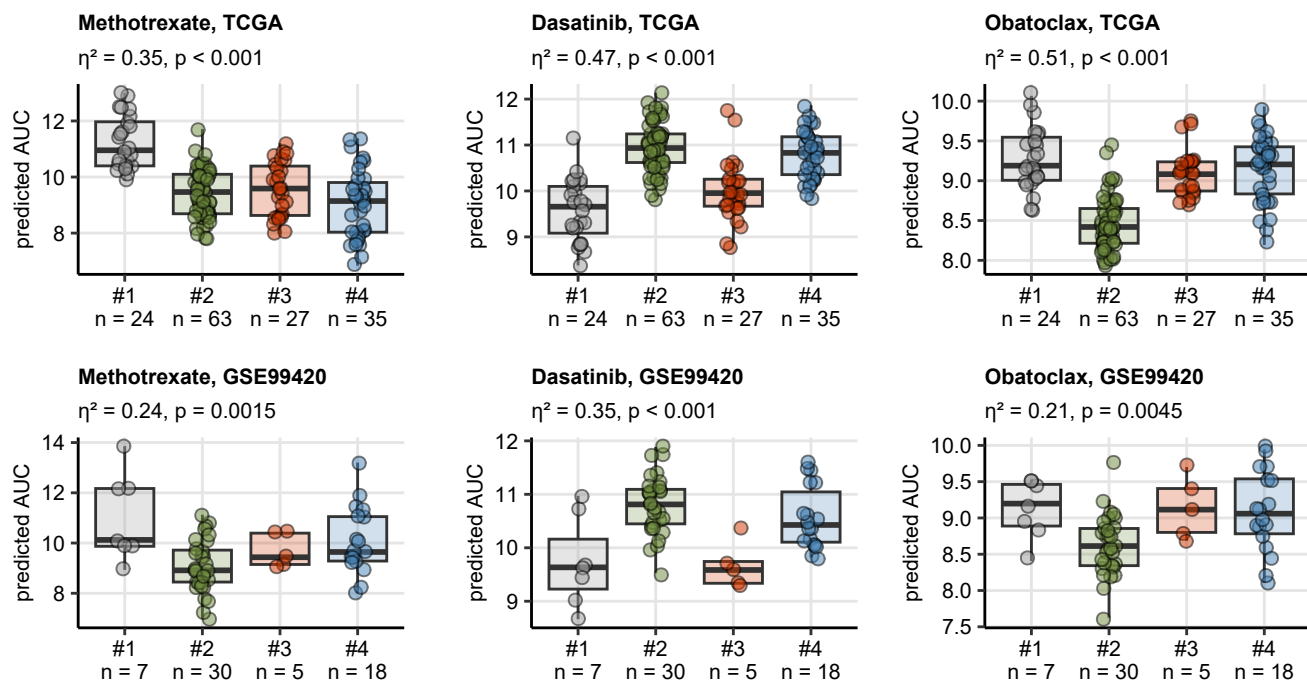 Methotrexate, TCGA
η² = 0.35, p < 0.001
predicted AUC
12
10
8
#1 #2 #3 #4
n = 24 n = 63 n = 27 n = 35
Dasatinib, TCGA
η² = 0.47, p < 0.001
predicted AUC
12
11
10
9
#1 #2 #3 #4
n = 24 n = 63 n = 27 n = 35
Obatoclax, TCGA
η² = 0.51, p < 0.001
predicted AUC
10.0
9.5
9.0
8.5
8.0
#1 #2 #3 #4
n = 24 n = 63 n = 27 n = 35
Methotrexate, GSE99420
η² = 0.24, p = 0.0015
predicted AUC
14
12
10
8
#1 #2 #3 #4
n = 7 n = 30 n = 5 n = 18
Dasatinib, GSE99420
η² = 0.35, p < 0.001
predicted AUC
12
11
10
9
#1 #2 #3 #4
n = 7 n = 30 n = 5 n = 18
Obatoclax, GSE99420
η² = 0.21, p = 0.0045
predicted AUC
10.0
9.5
9.0
8.5
8.0
7.5
#1 #2 #3 #4
n = 7 n = 30 n = 5 n = 18